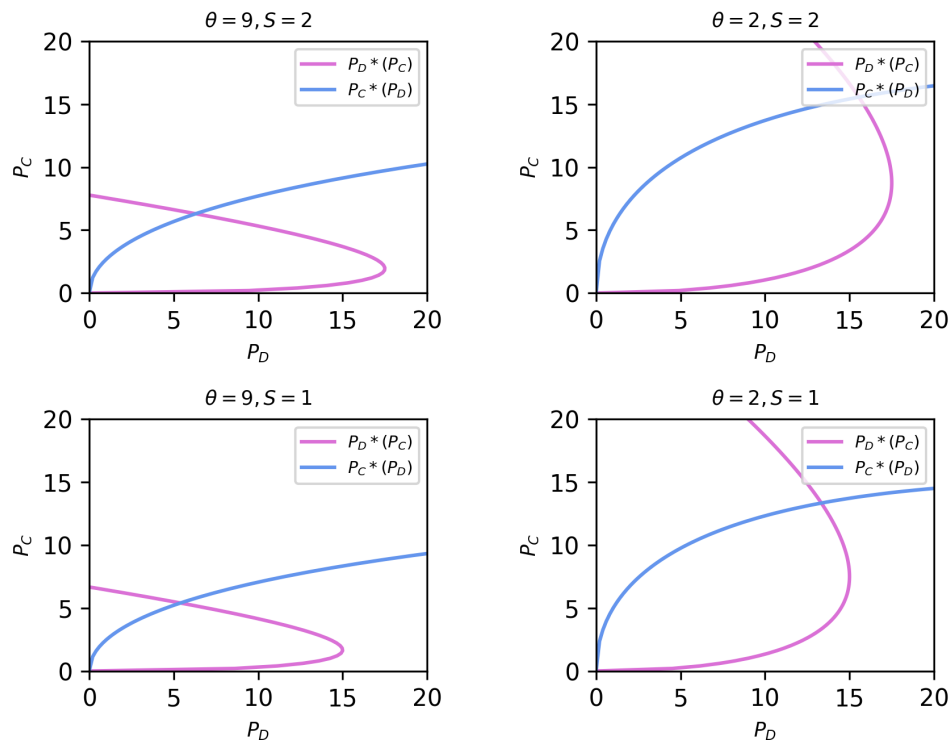 θ = 9, S = 2
20
15
10
5
0
P_C
P_D * (P_C)
P_C * (P_D)
0 5 10 15 20
P_D
θ = 2, S = 2
20
15
10
5
0
P_C
P_D * (P_C)
P_C * (P_D)
0 5 10 15 20
P_D
θ = 9, S = 1
20
15
10
5
0
P_C
P_D * (P_C)
P_C * (P_D)
0 5 10 15 20
P_D
θ = 2, S = 1
20
15
10
5
0
P_C
P_D * (P_C)
P_C * (P_D)
0 5 10 15 20
P_D